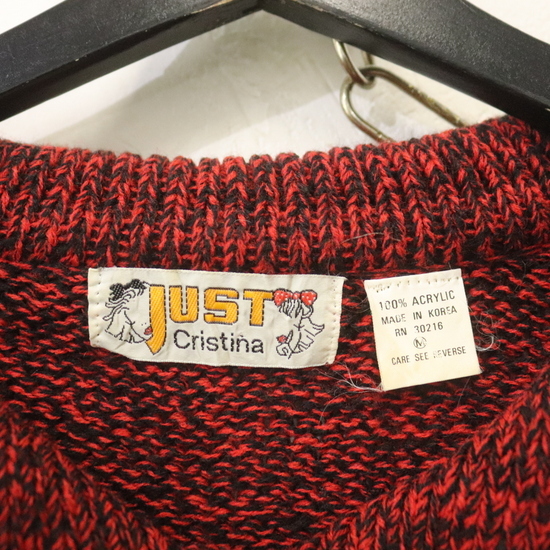 JUST
Cristina
100% ACRYLIC
MADE IN KOREA
RN 30216
M
CARE SEE REVERSE